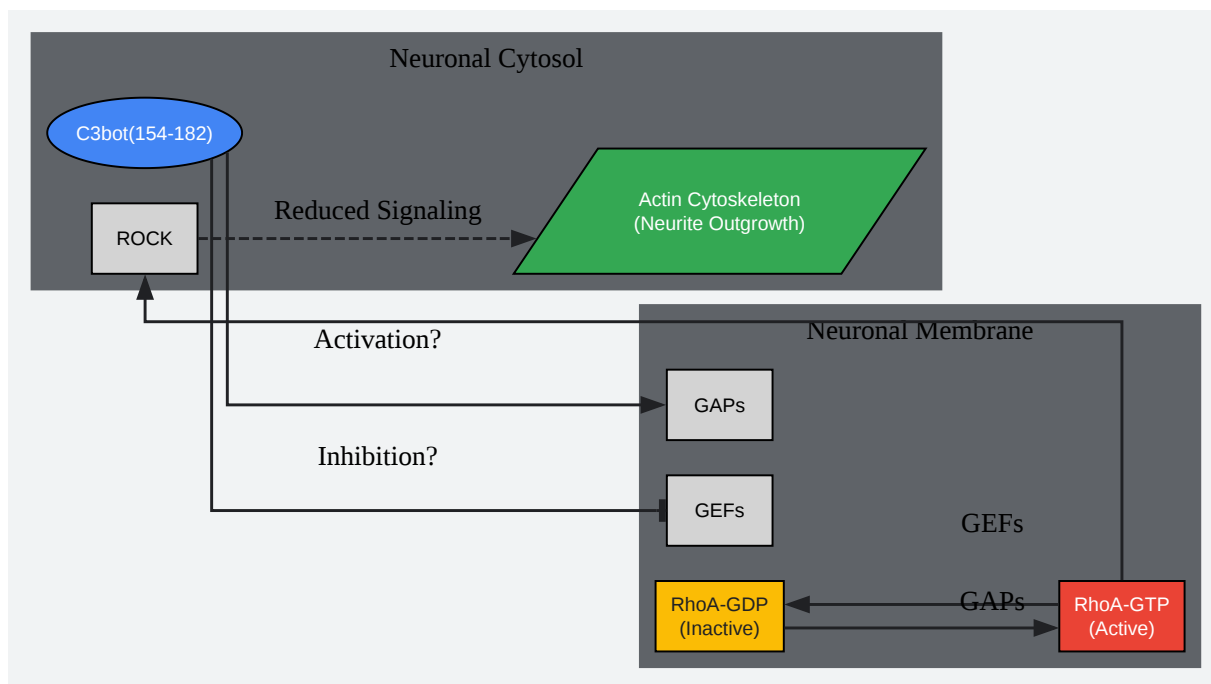 Neuronal Cytosol
C3bot(154-182)
Actin Cytoskeleton
(Neurite Outgrowth)
Reduced Signaling
ROCK
Neuronal Membrane
Activation?
GAPs
Inhibition?
GEFs
GEFs
GAPs
RhoA-GDP
(Inactive)
RhoA-GTP
(Active)